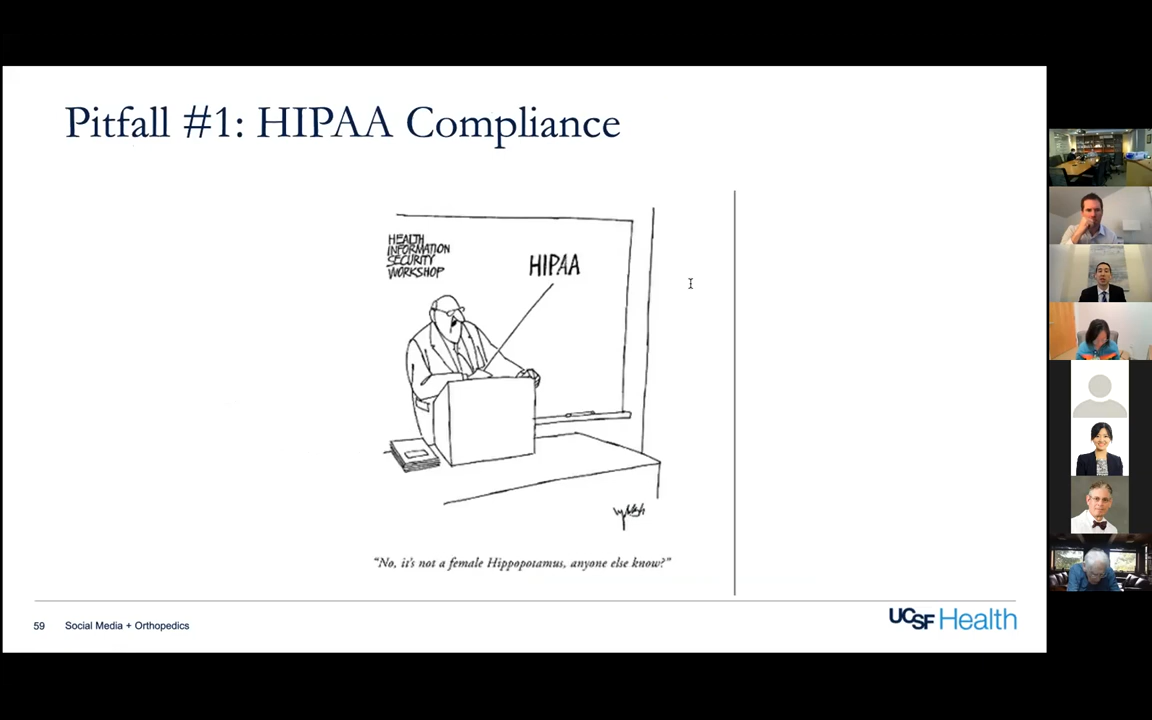 Pitfall #1: HIPAA Compliance
HEALTH
INFORMATION
SECURITY
WORKSHOP
HIPAA
"No, it's not a female Hippopotamus, anyone else know?"
59 Social Media + Orthopedics
UCSF Health